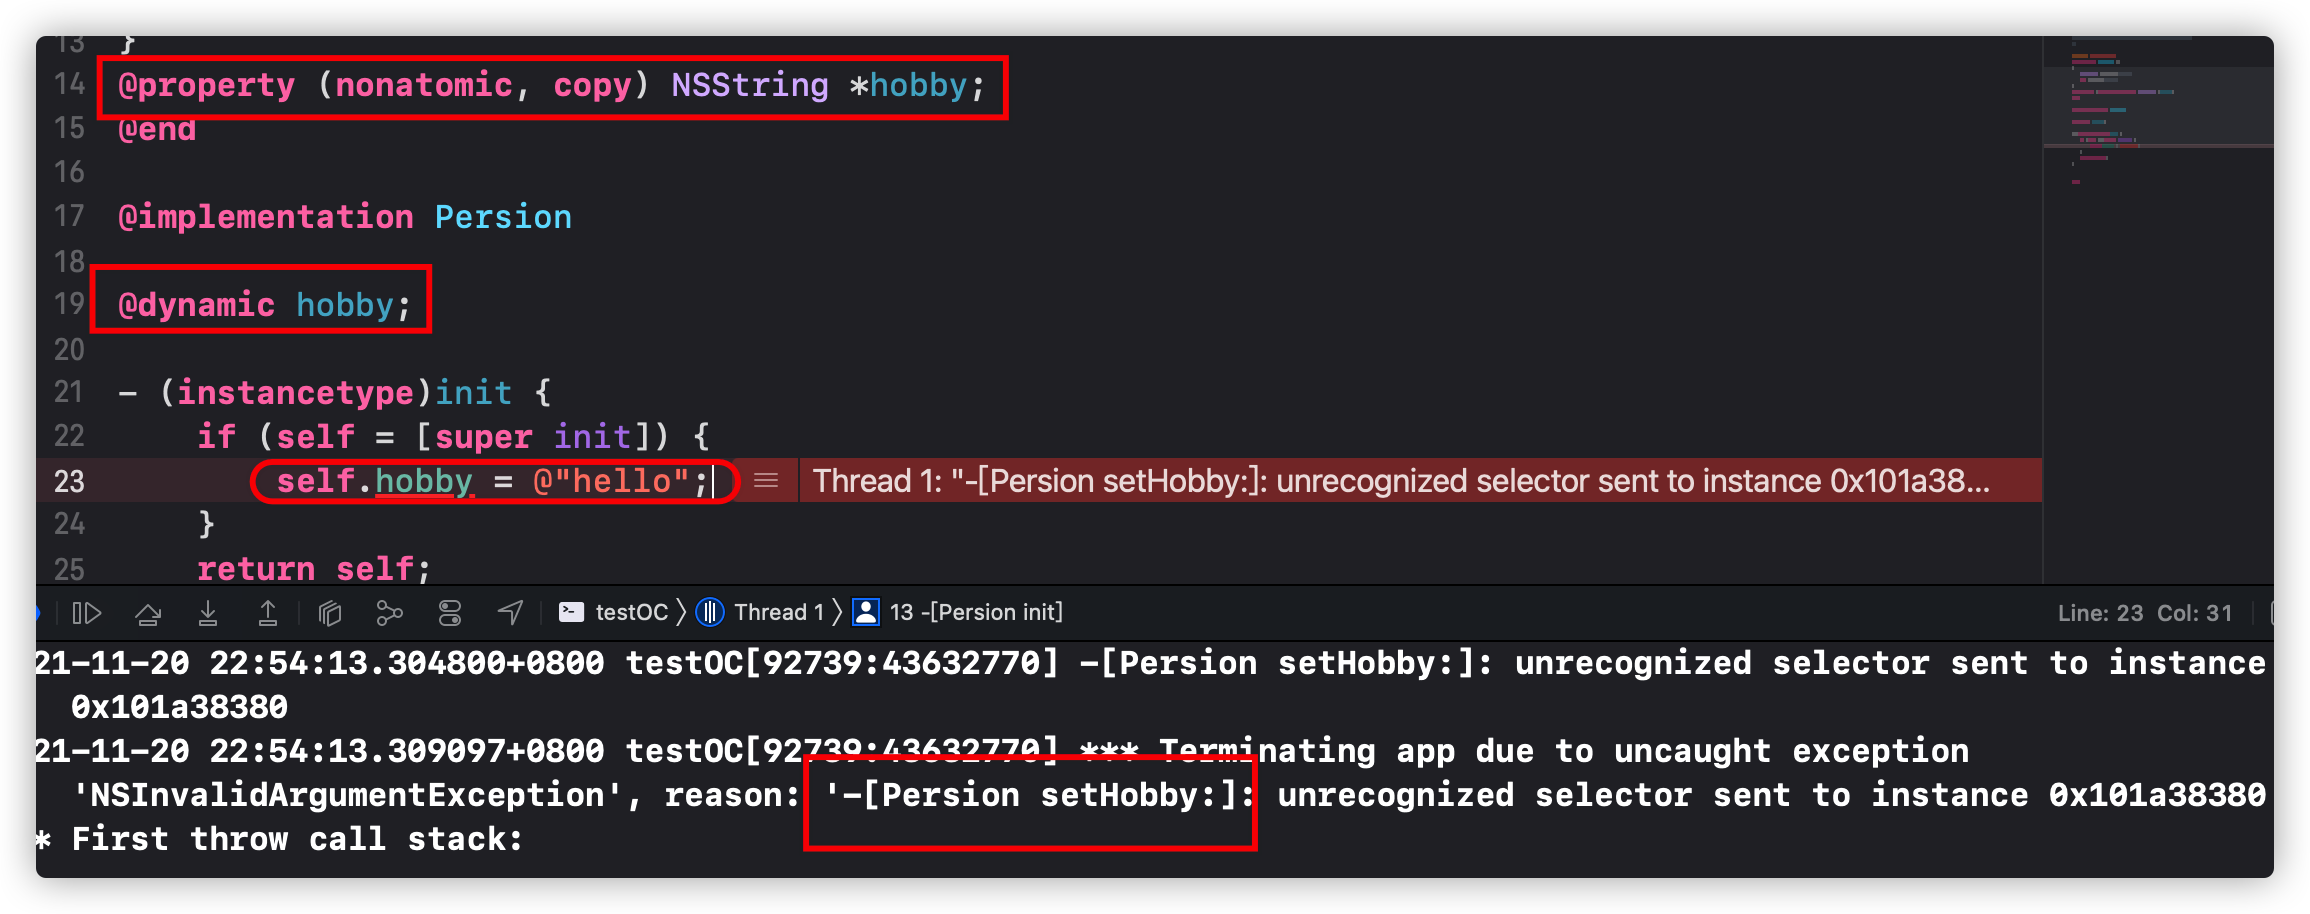 13 }
14 @property (nonatomic, copy) NSString *hobby;
15 @end
16
17 @implementation Persion
18
19 @dynamic hobby;
20
21 - (instancetype)init {
22 if (self = [super init]) {
23 self.hobby = @"hello"; Thread 1: "-[Persion setHobby:]: unrecognized selector sent to instance 0x101a38...
24 }
25 return self;
testOC 〉 Thread 1 〉 13 -[Persion init] Line: 23 Col: 31
21-11-20 22:54:13.304800+0800 testOC[92739:43632770] -[Persion setHobby:]: unrecognized selector sent to instance
0x101a38380
21-11-20 22:54:13.309097+0800 testOC[92739:43632770] *** Terminating app due to uncaught exception
'NSInvalidArgumentException', reason: '-[Persion setHobby:]: unrecognized selector sent to instance 0x101a38380
* First throw call stack: